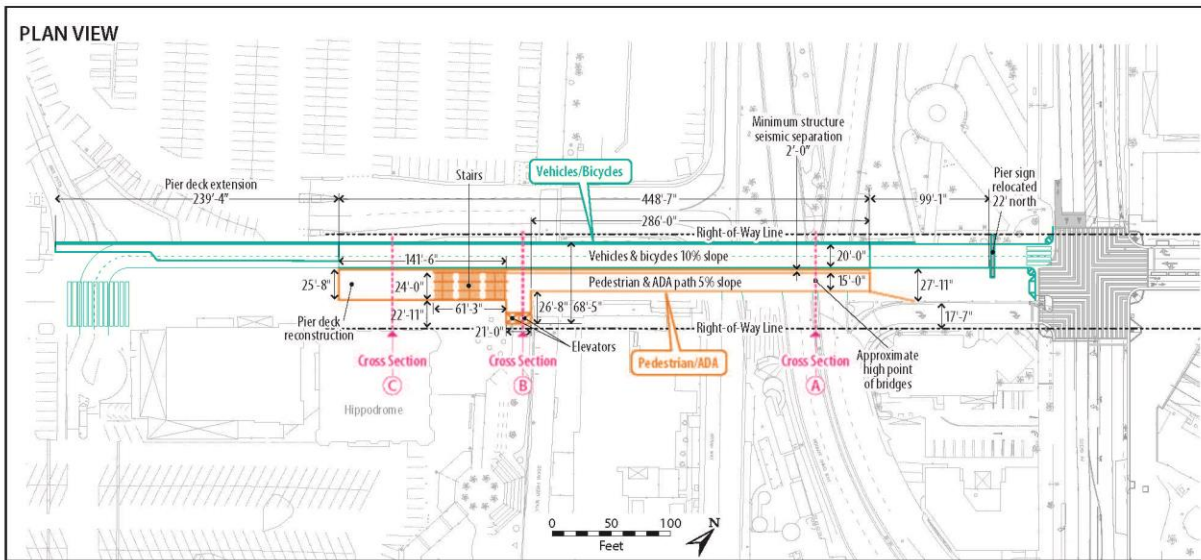 PLAN VIEW
Minimum structure
seismic separation
2'-0"
Pier deck extension
239'-4"
Stairs
Vehicles/Bicycles
448'-7"
286'-0"
99'-1"
Pier sign
relocated
22' north
Right-of-Way Line
Vehicles & bicycles 10% slope
20'-0"
141'-6"
25'-8"
24'-0"
Pedestrian & ADA path 5% slope
15'-0"
27'-11"
61'-3"
22'-11"
26'-8"
68'-5"
17'-7"
Pier deck
reconstruction
21'-0"
Elevators
Right-of-Way Line
Cross Section
C
Cross Section
B
Pedestrian/ADA
Cross Section
A
Approximate
high point
of bridges
Hippodrome
0 50 100
Feet
N